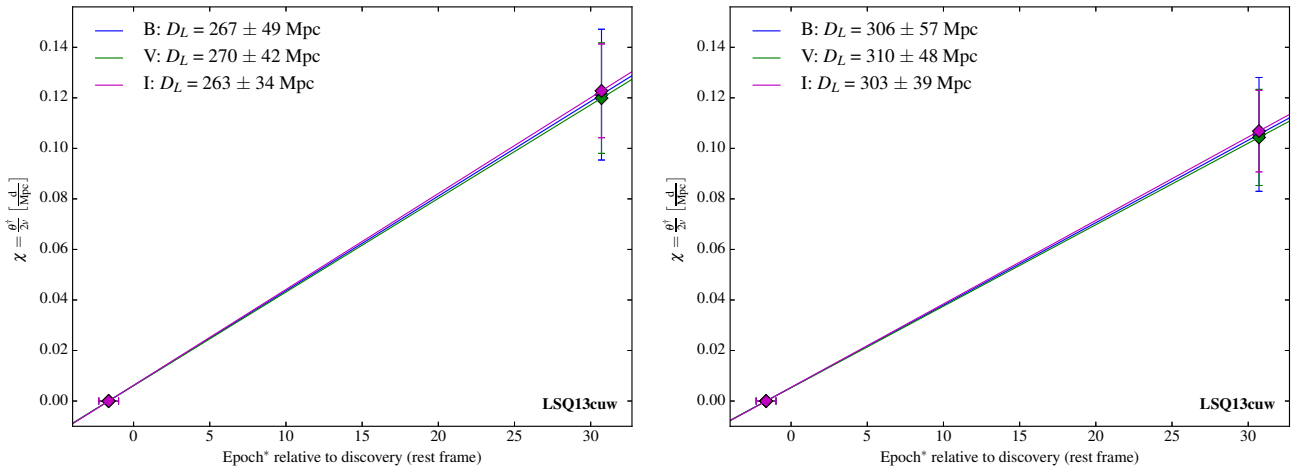 B: D_L = 267 ± 49 Mpc
V: D_L = 270 ± 42 Mpc
I: D_L = 263 ± 34 Mpc
0.14
0.12
0.10
0.08
0.06
0.04
0.02
0.00
χ = θ†/2ν [d/Mpc]
LSQ13cuw
0 5 10 15 20 25 30
Epoch* relative to discovery (rest frame)
B: D_L = 306 ± 57 Mpc
V: D_L = 310 ± 48 Mpc
I: D_L = 303 ± 39 Mpc
0.14
0.12
0.10
0.08
0.06
0.04
0.02
0.00
χ = θ†/2ν [d/Mpc]
LSQ13cuw
0 5 10 15 20 25 30
Epoch* relative to discovery (rest frame)